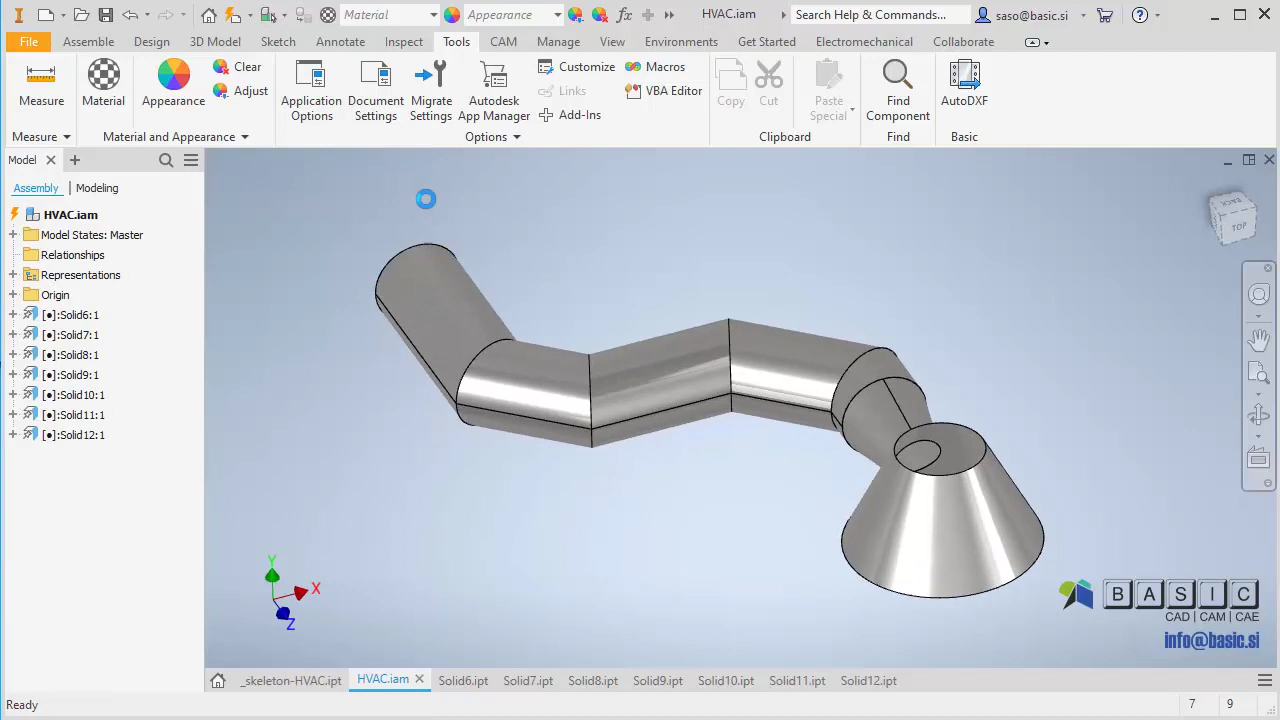 Material
Appearance
HVAC.iam
Search Help & Commands...
saso@basic.si
File
Assemble
Design
3D Model
Sketch
Annotate
Inspect
Tools
CAM
Manage
View
Environments
Get Started
Electromechanical
Collaborate
Measure
Material
Appearance
Clear
Adjust
Application
Options
Document
Settings
Migrate
Settings
Autodesk
App Manager
Customize
Links
Add-Ins
Macros
VBA Editor
Copy
Cut
Paste
Special
Find
Component
AutoDXF
Measure
Material and Appearance
Options
Clipboard
Find
Basic
Model
Assembly
Modeling
HVAC.iam
Model States: Master
Relationships
Representations
Origin
[●]:Solid6:1
[●]:Solid7:1
[●]:Solid8:1
[●]:Solid9:1
[●]:Solid10:1
[●]:Solid11:1
[●]:Solid12:1
BACK
TOP
Y
X
Z
BASIC
CAD | CAM | CAE
info@basic.si
_skeleton-HVAC.ipt
HVAC.iam
Solid6.ipt
Solid7.ipt
Solid8.ipt
Solid9.ipt
Solid10.ipt
Solid11.ipt
Solid12.ipt
Ready
7
9